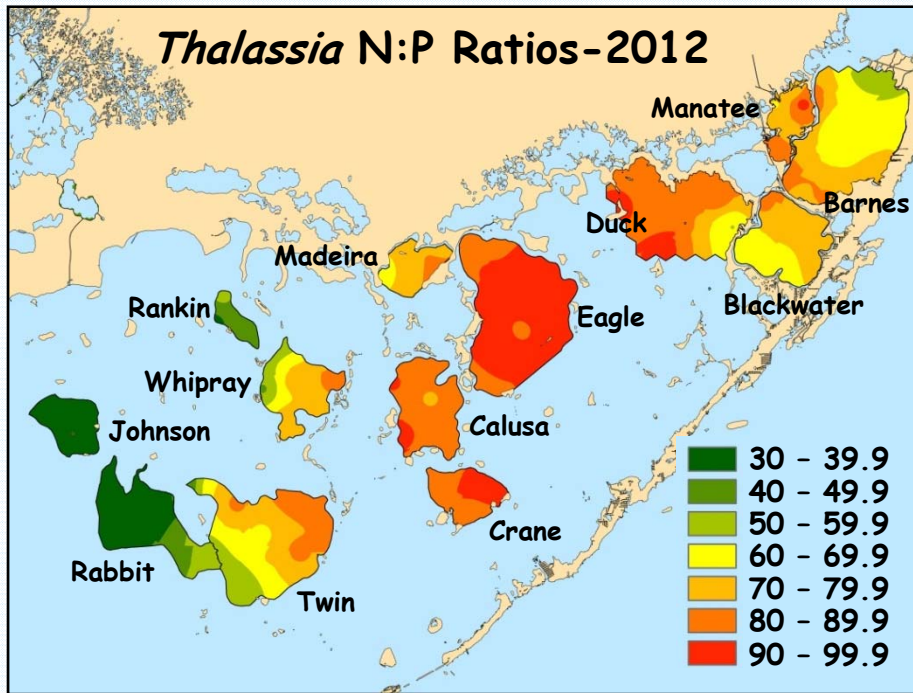 Thalassia N:P Ratios-2012
Manatee
Barnes
Duck
Madeira
Blackwater
Rankin
Eagle
Whipray
Johnson
Calusa
Crane
Rabbit
Twin
30 - 39.9
40 - 49.9
50 - 59.9
60 - 69.9
70 - 79.9
80 - 89.9
90 - 99.9